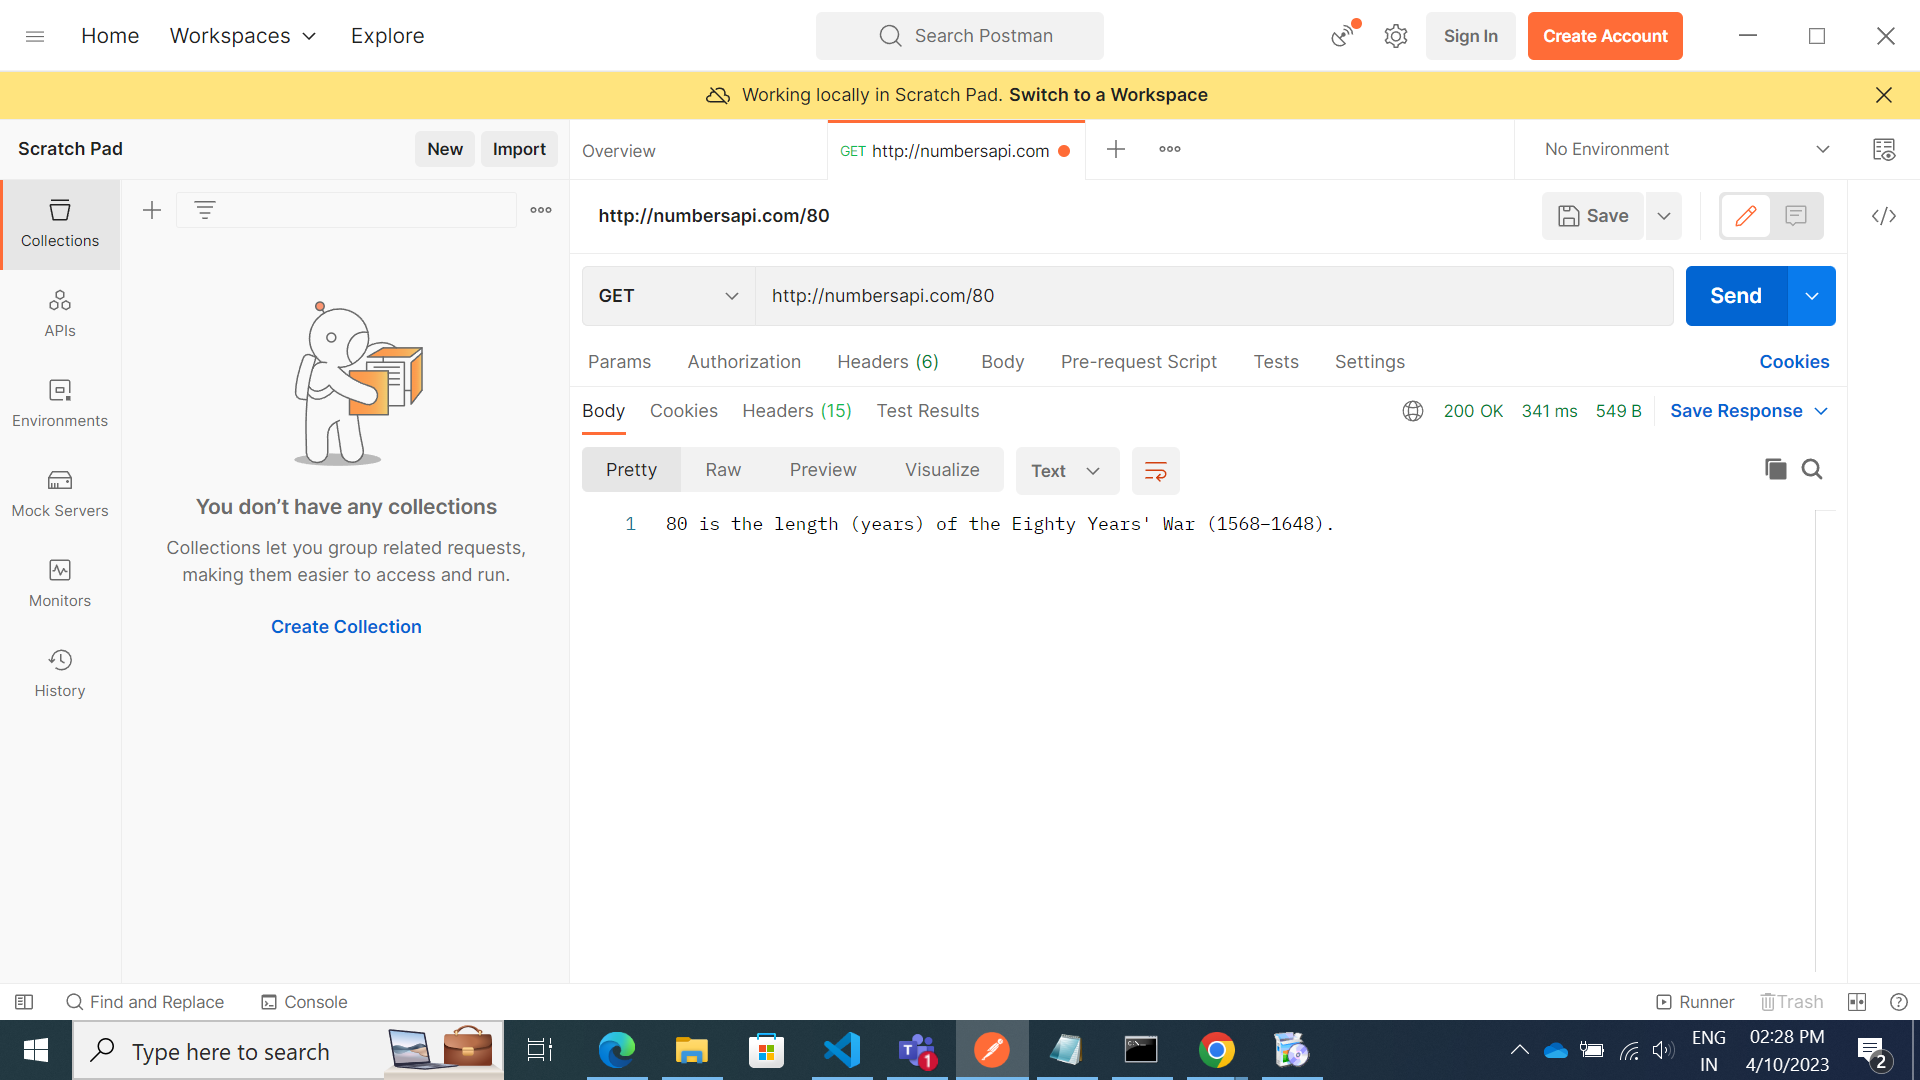 Home Workspaces Explore Search Postman Sign In Create Account
Working locally in Scratch Pad. Switch to a Workspace
Scratch Pad New Import Overview GET http://numbersapi.com No Environment
http://numbersapi.com/80 Save
Collections
GET http://numbersapi.com/80 Send
APIs
Params Authorization Headers (6) Body Pre-request Script Tests Settings Cookies
Body Cookies Headers (15) Test Results 200 OK 341 ms 549 B Save Response
Environments
Pretty Raw Preview Visualize Text
Mock Servers
You don’t have any collections
1 80 is the length (years) of the Eighty Years' War (1568–1648).
Collections let you group related requests,
making them easier to access and run.
Monitors
Create Collection
History
Find and Replace Console Runner Trash
Type here to search
1
ENG
IN
02:28 PM
4/10/2023
2